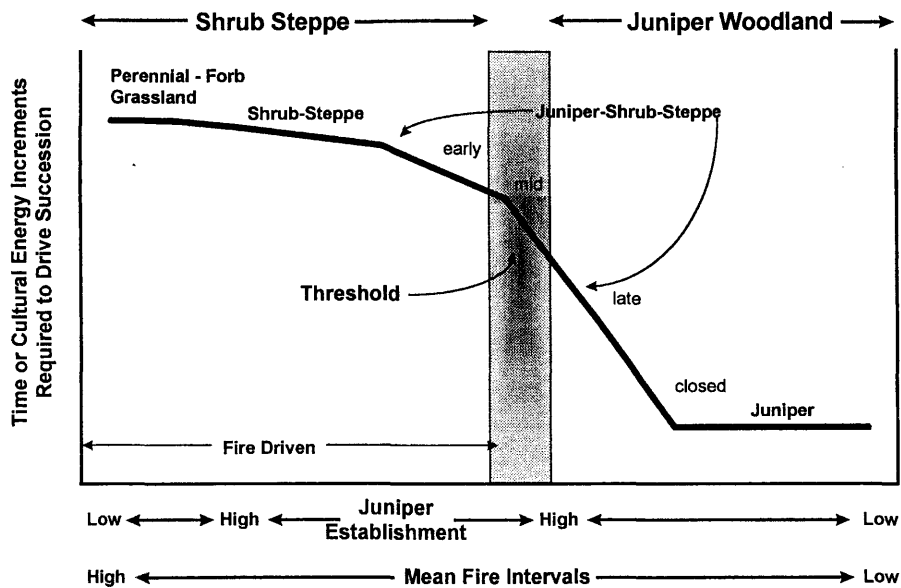 Shrub Steppe
Juniper Woodland
Time or Cultural Energy Increments
Required to Drive Succession
Perennial - Forb
Grassland
Shrub-Steppe
Juniper-Shrub-Steppe
early
mid
Threshold
late
closed
Juniper
Fire Driven
Low High Juniper High Low
Establishment
High Mean Fire Intervals Low